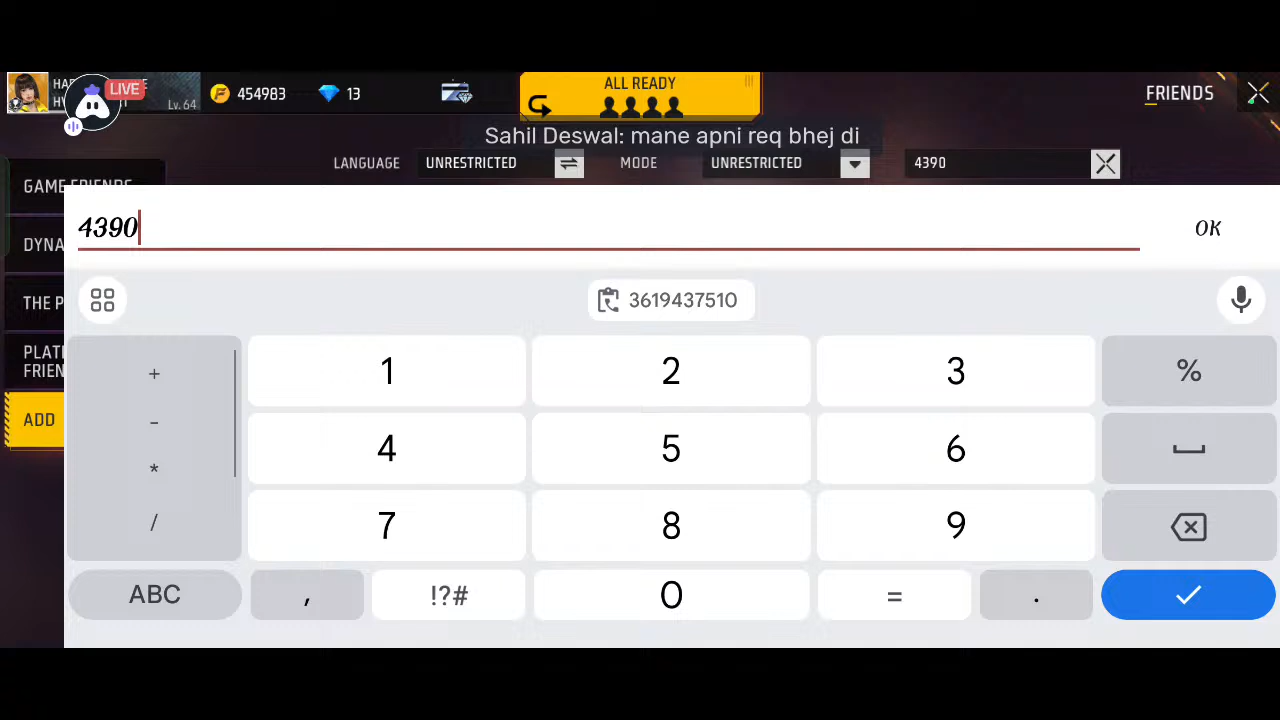 HA
LIVE
HY
Lv. 64
454983
13
ALL READY
FRIENDS
Sahil Deswal: mane apni req bhej di
LANGUAGE UNRESTRICTED MODE UNRESTRICTED 4390
GAME FRIENDS
4390 OK
DYNA
3619437510
THE P
PLAT
FRIEN
ADD
+ 1 2 3 %
- 4 5 6
*
/ 7 8 9
ABC , !?# 0 = .